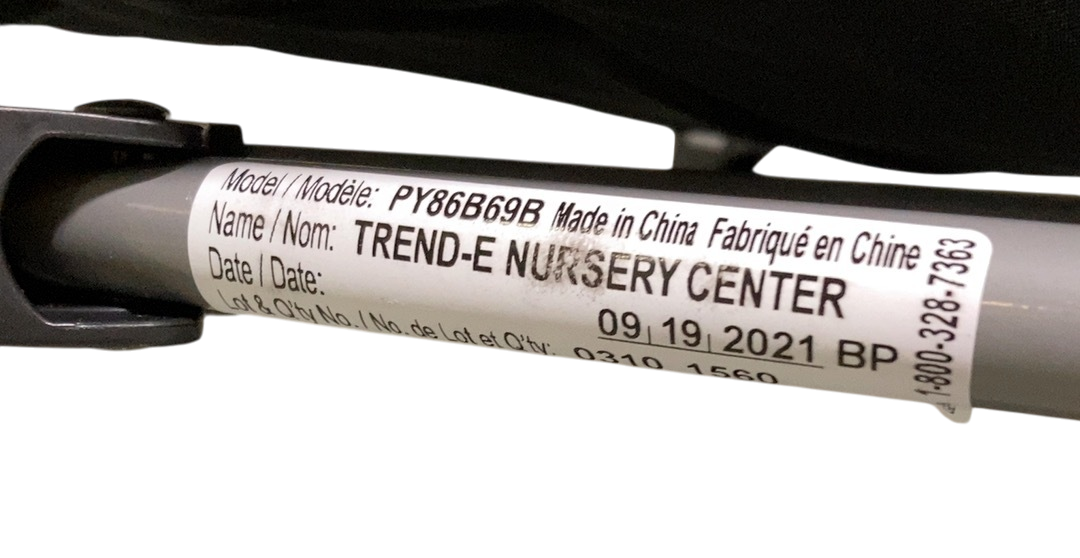 Model / Modèle: PY86B69B Made in China Fabriqué en Chine
Name / Nom: TREND-E NURSERY CENTER
Date / Date: 09 | 19 | 2021 BP
Lot & Q'ty No. / No. de Lot et Q'ty: 0310 1560
1-800-328-7363